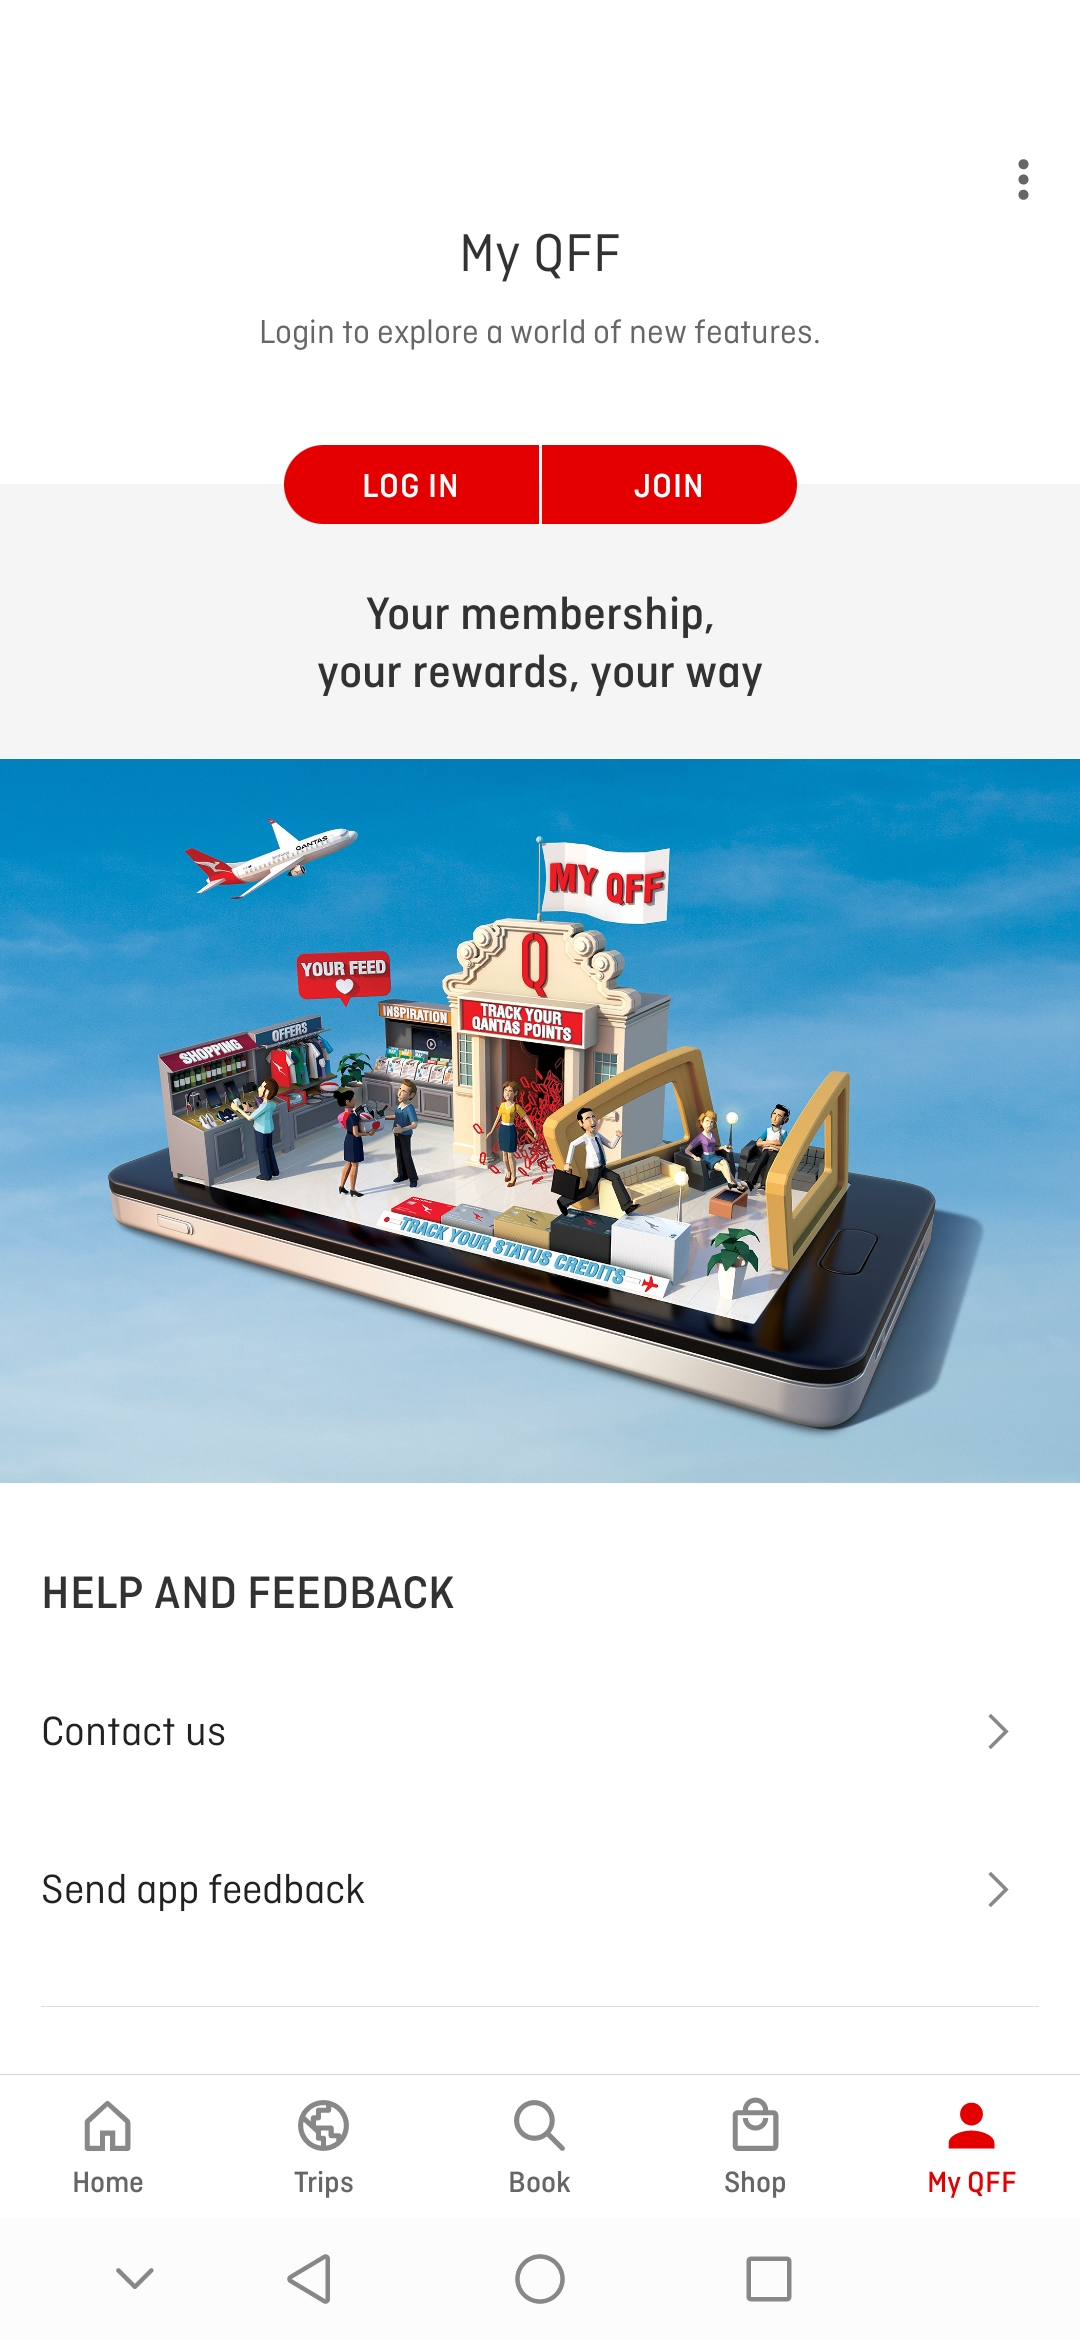 My QFF
Login to explore a world of new features.
LOG IN
JOIN
Your membership,
your rewards, your way
QANTAS
MY QFF
Q
YOUR FEED
TRACK YOUR
QANTAS POINTS
INSPIRATION
OFFERS
SHOPPING
TRACK YOUR STATUS CREDITS
HELP AND FEEDBACK
Contact us
Send app feedback
Home
Trips
Book
Shop
My QFF